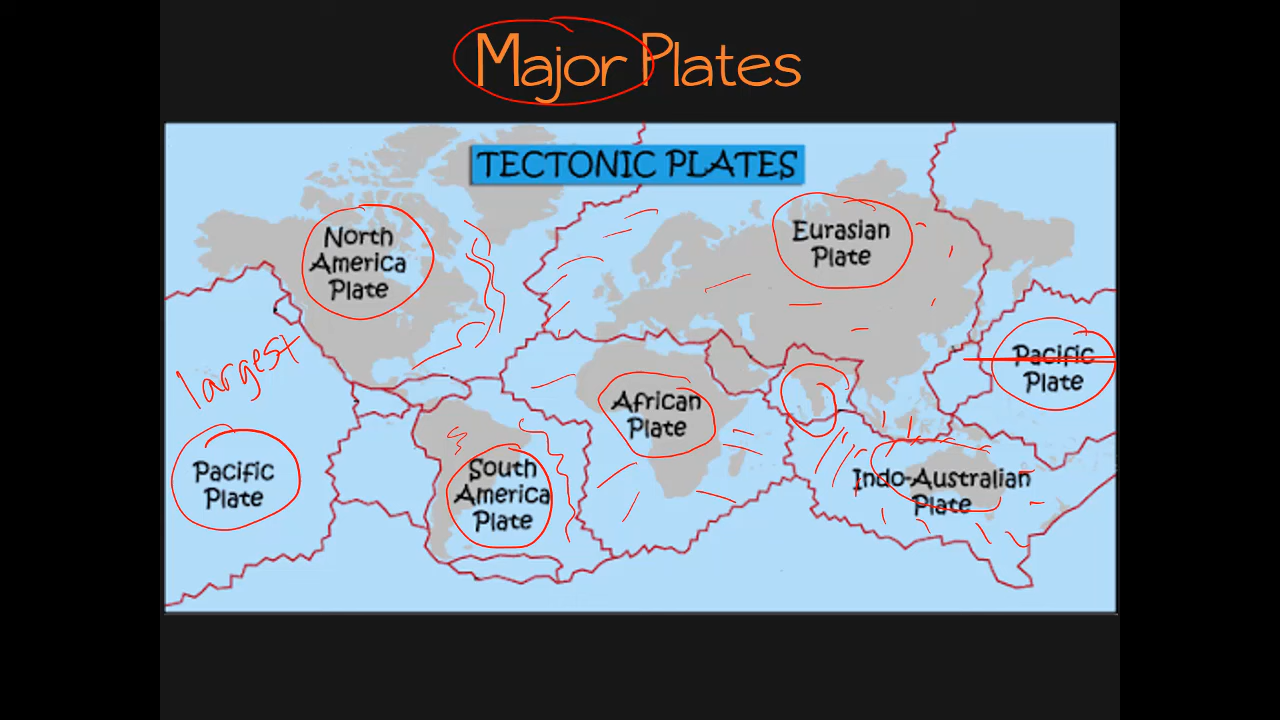 Major Plates
TECTONIC PLATES
North
America
Plate
Eurasian
Plate
largest
Pacific
Plate
African
Plate
Pacific
Plate
South
America
Plate
Indo-Australian
Plate